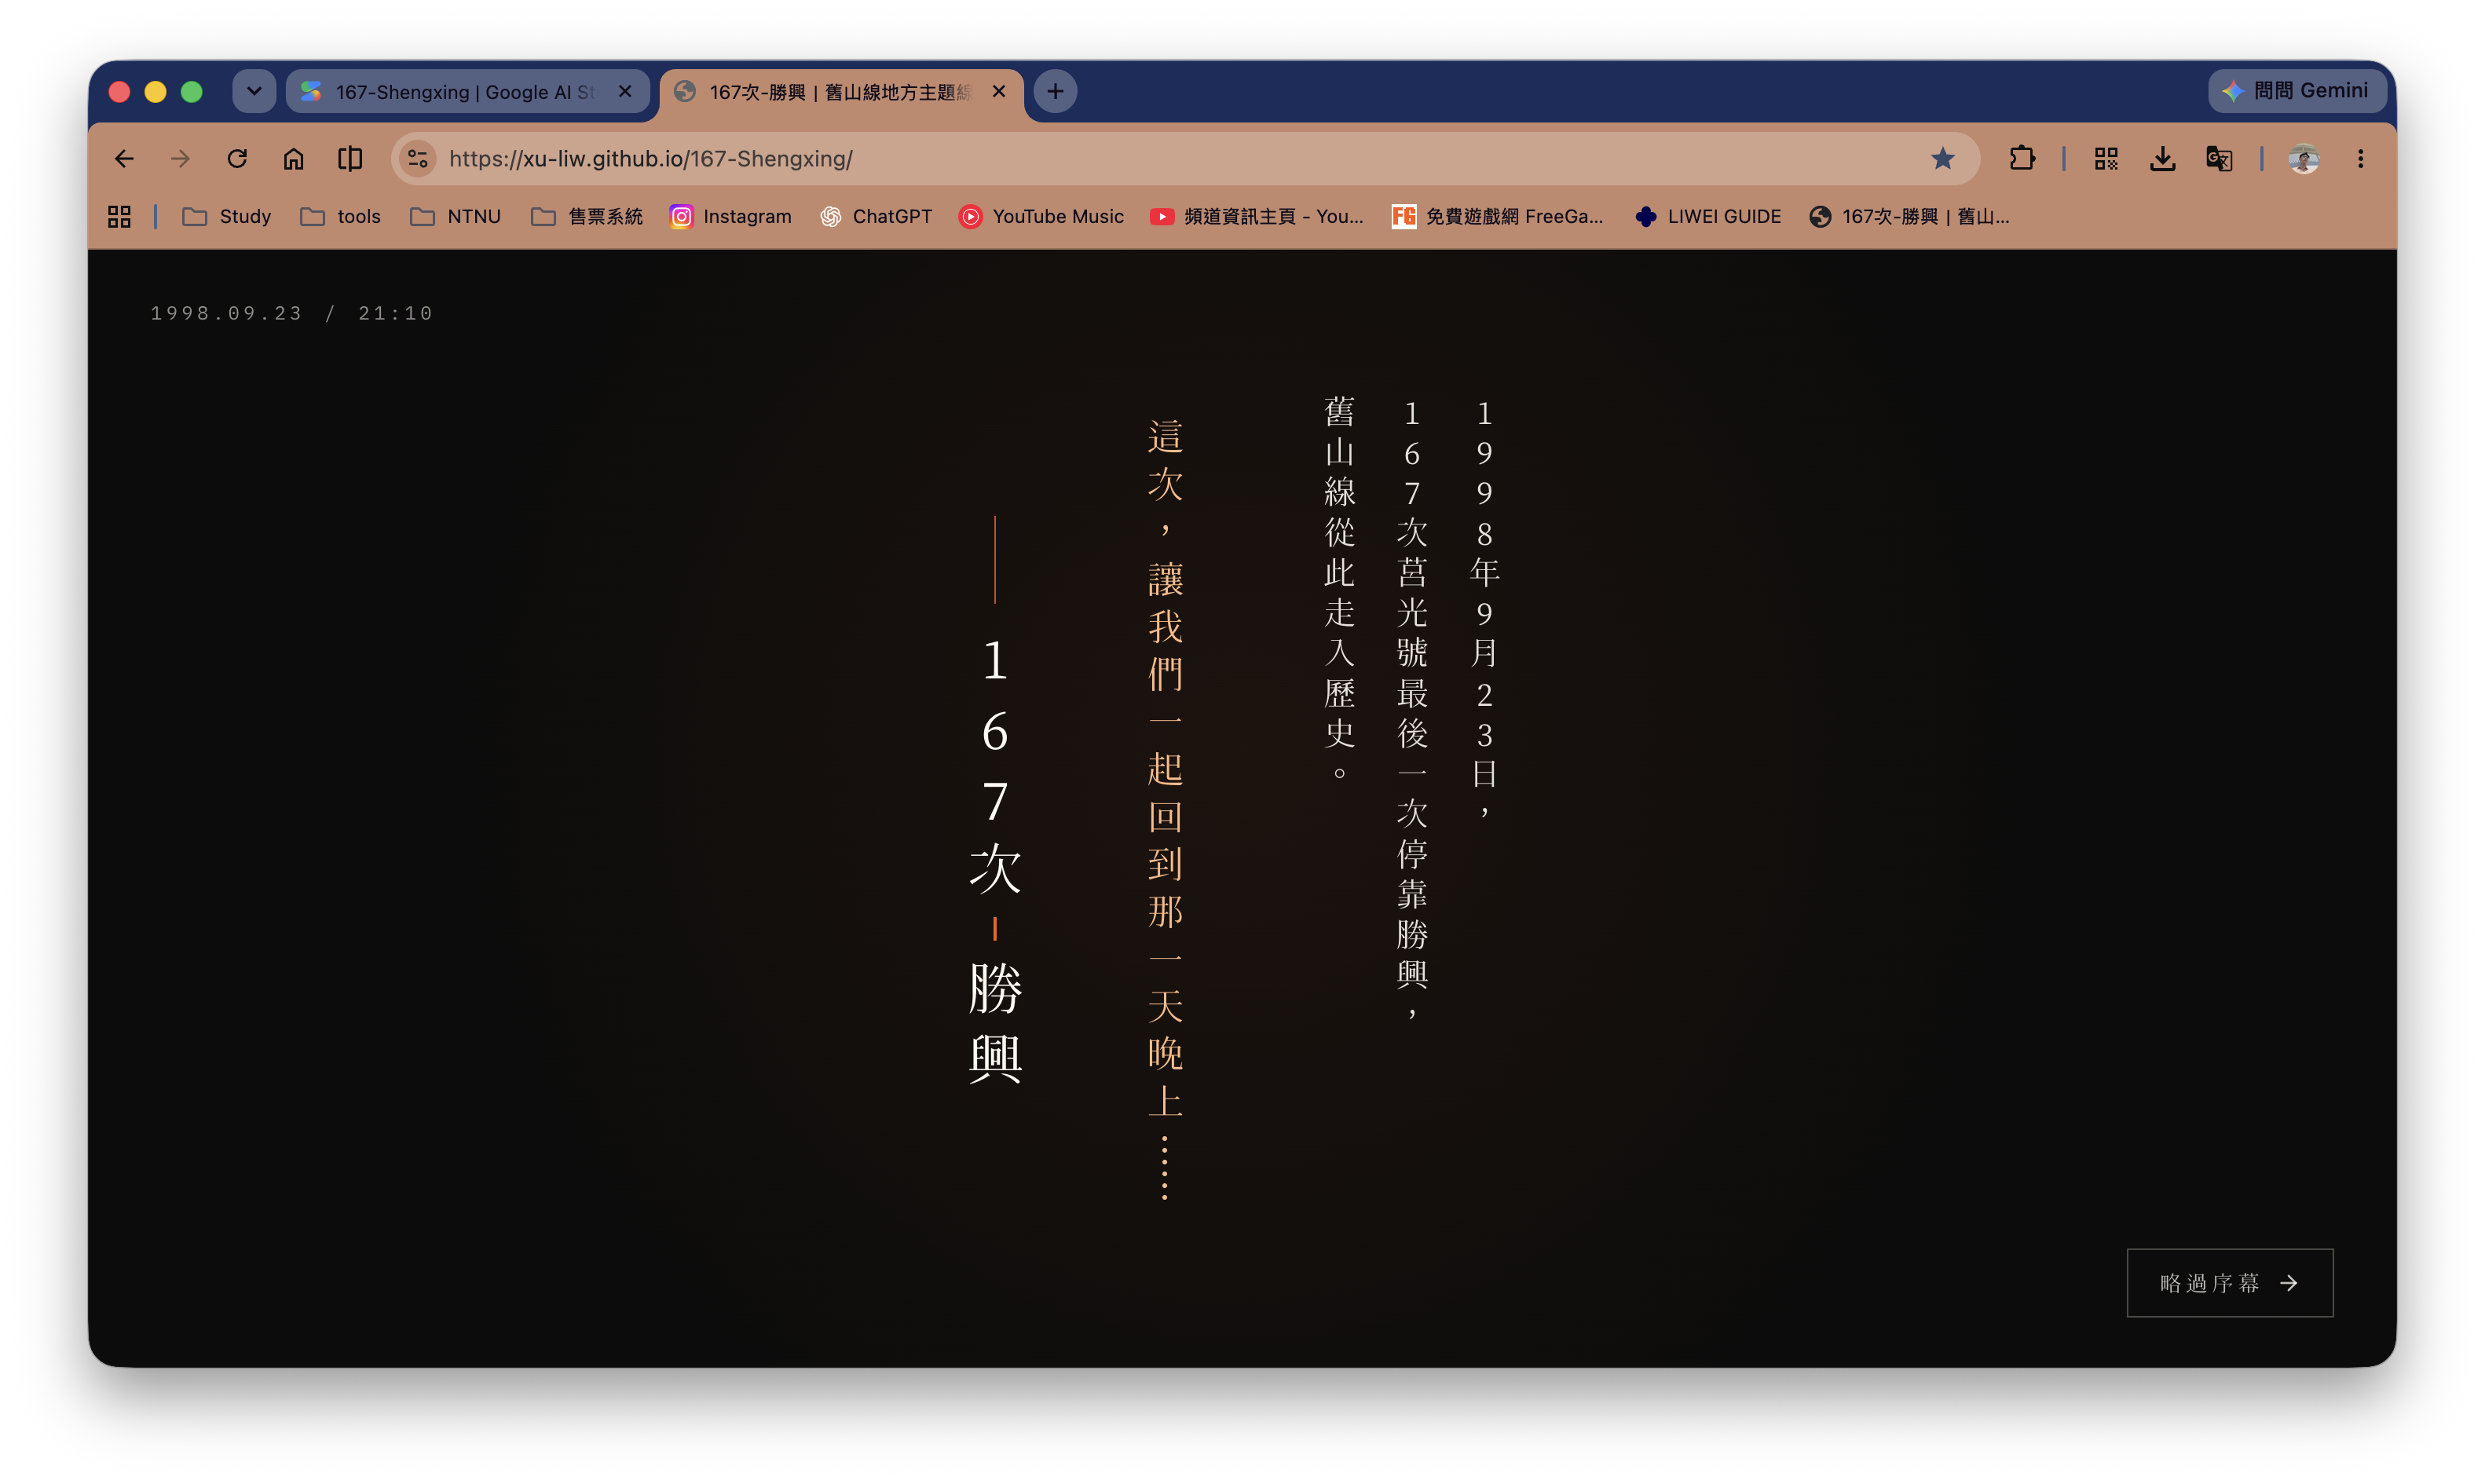 167-Shengxing | Google AI St
167次-勝興 | 舊山線地方主題線
問問 Gemini
https://xu-liw.github.io/167-Shengxing/
Study
tools
NTNU
售票系統
Instagram
ChatGPT
YouTube Music
頻道資訊主頁 - You...
免費遊戲網 FreeGa...
LIWEI GUIDE
167次-勝興 | 舊山...
1998.09.23 / 21:10
1998年9月23日，
167次莒光號最後一次停靠勝興，
舊山線從此走入歷史。
這次，讓我們一起回到那一天晚上……
167次-勝興
略過序幕 →